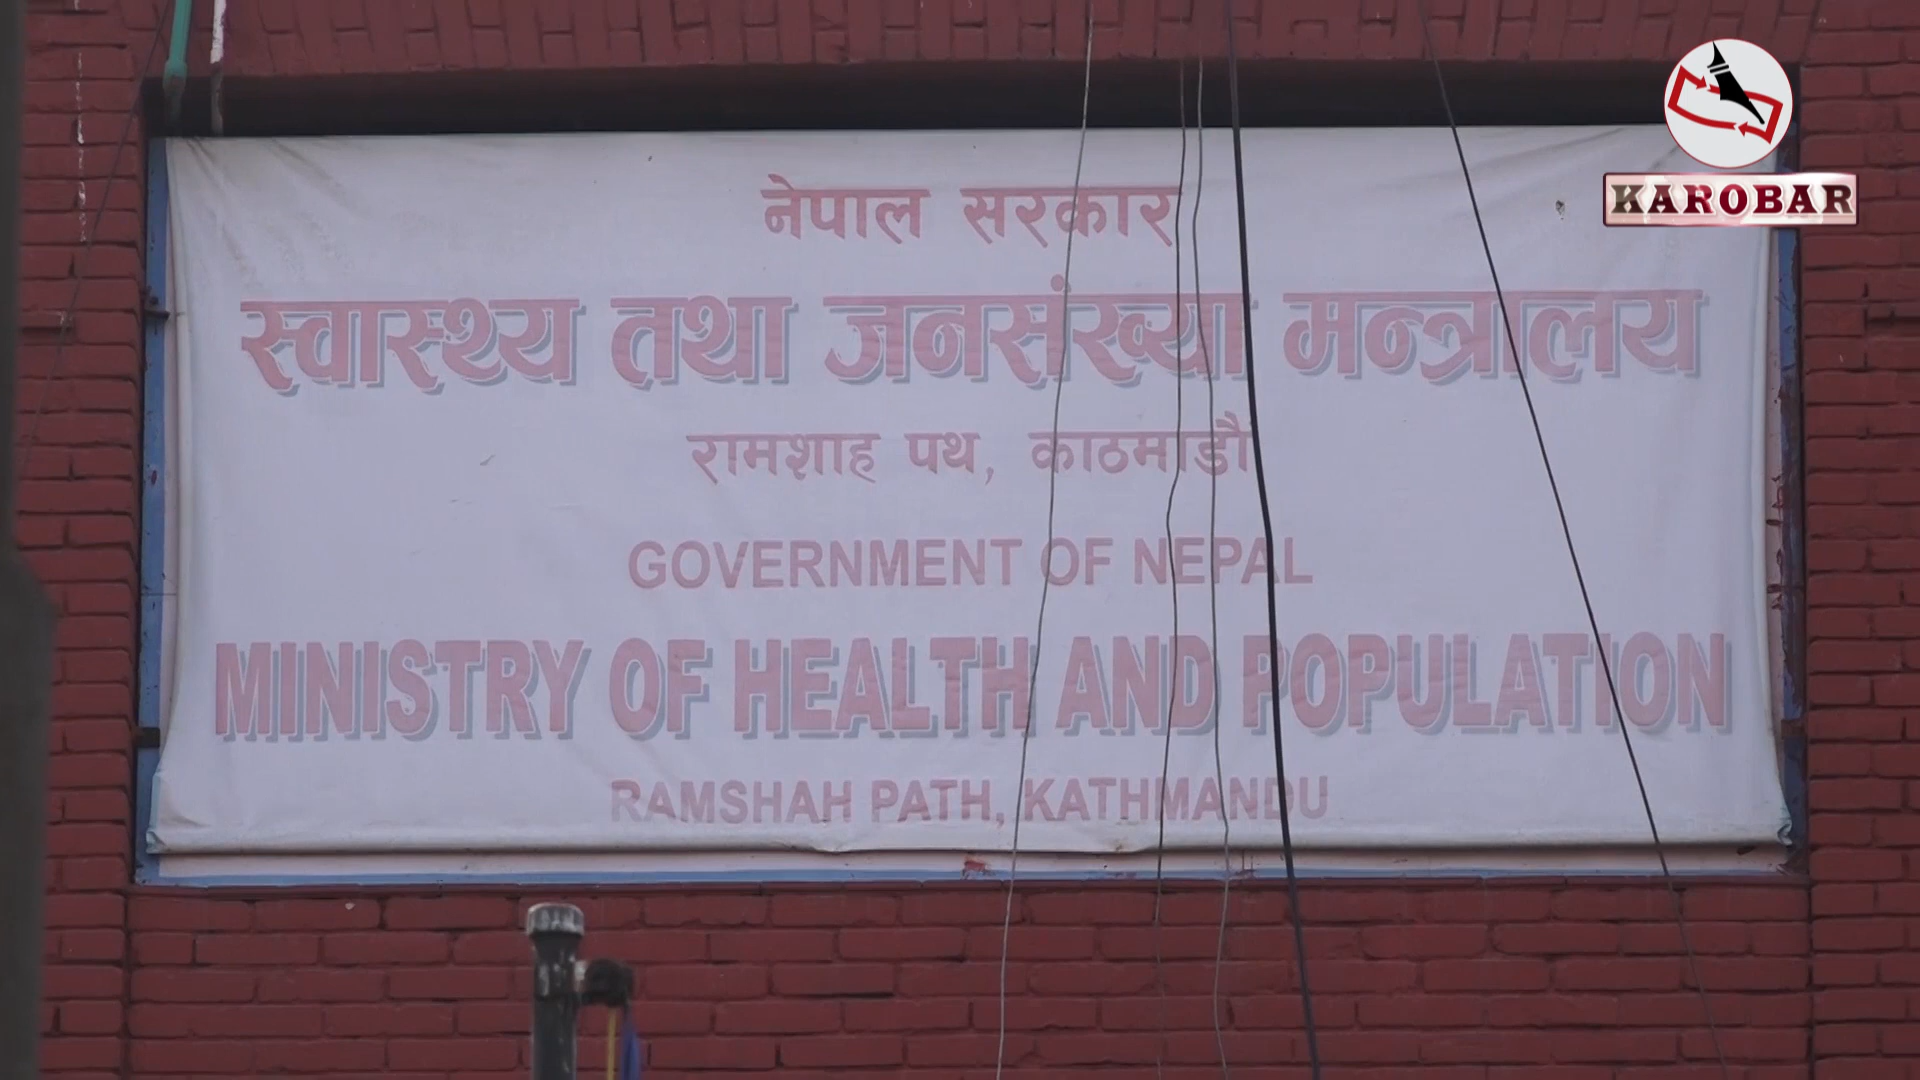 KAROBAR
नेपाल सरकार
स्वास्थ्य तथा जनसंख्या मन्त्रालय
रामशाह पथ, काठमाडौं
GOVERNMENT OF NEPAL
MINISTRY OF HEALTH AND POPULATION
RAMSHAH PATH, KATHMANDU